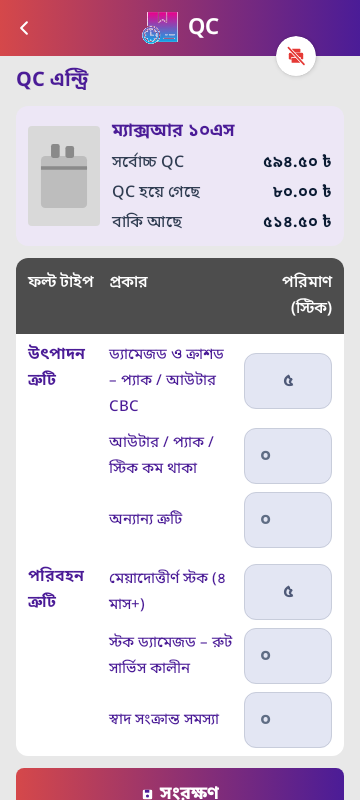 QC
QC এন্ট্রি
ম্যাক্সআর ১০এস
সর্বোচ্চ QC ৫৯৪.৫০ ৳
QC হয়ে গেছে ৮০.০০ ৳
বাকি আছে ৫১৪.৫০ ৳
ফল্ট টাইপ প্রকার পরিমাণ
(স্টিক)
উৎপাদন ত্রুটি
ড্যামেজড ও ক্রাশড
– প্যাক / আউটার
CBC
৫
আউটার / প্যাক /
স্টিক কম থাকা
০
অন্যান্য ত্রুটি
০
পরিবহন ত্রুটি
মেয়াদোত্তীর্ণ স্টক (৪
মাস+)
৫
স্টক ড্যামেজড – রুট
সার্ভিস কালীন
০
স্বাদ সংক্রান্ত সমস্যা
০
সংরক্ষণ